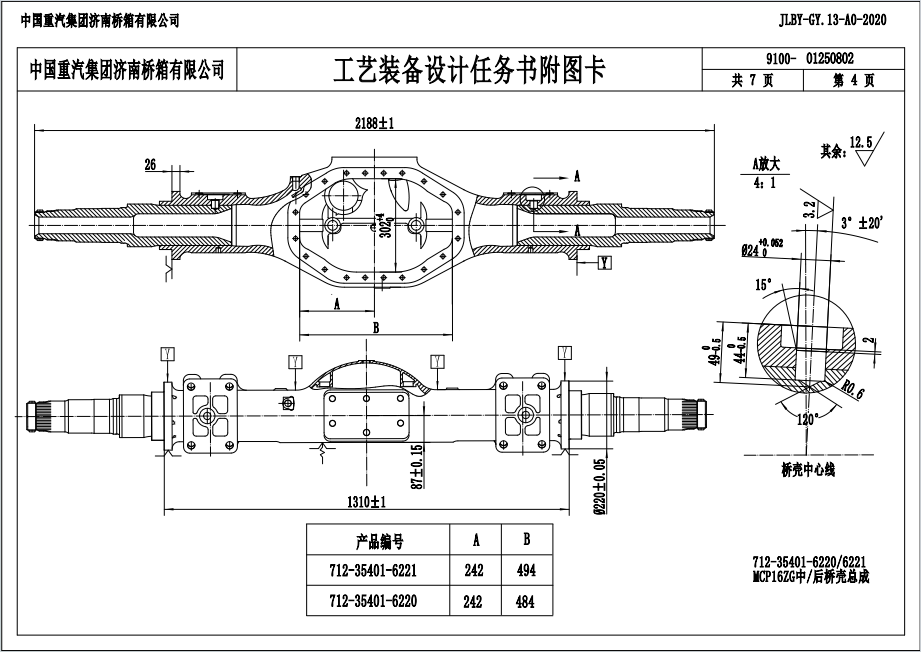 中国重汽集团济南桥箱有限公司
JLBY-GY.13-A0-2020
中国重汽集团济南桥箱有限公司
工艺装备设计任务书附图卡
9100- 01250802
共 7 页
第 4 页
2188±1
26
A
A
302+4 0
Y
A
B
其余: 12.5
A放大
4:1
3.2
3°±20'
Ø24+0.052 0
15°
49 0 -0.5
44 0 -0.5
2
R0.6
120°
桥壳中心线
Y
Y
Y
Y
87±0.15
Ø220±0.05
1310±1
产品编号 A B
712-35401-6221 242 494
712-35401-6220 242 484
712-35401-6220/6221
MCP16ZG中/后桥壳总成